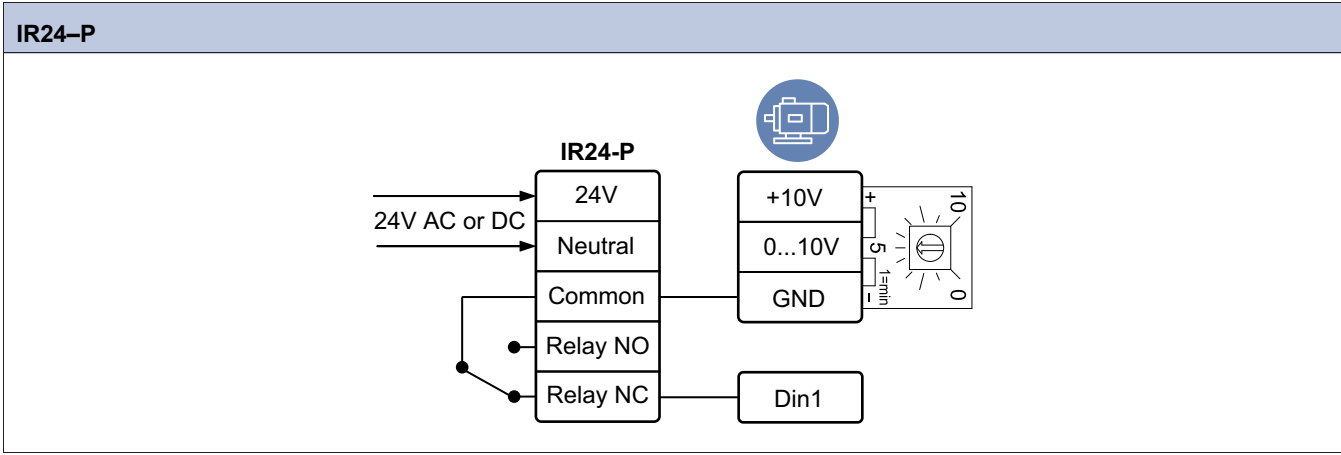 IR24–P
IR24-P
24V AC or DC
24V
Neutral
Common
Relay NO
Relay NC
+10V
0...10V
GND
Din1
+
-
10
5
0
1=min